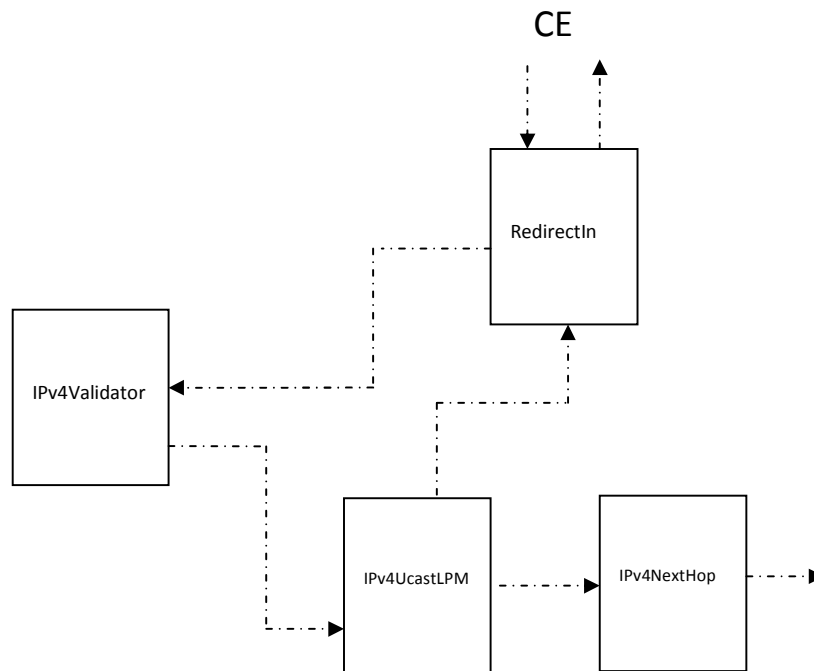 CE
RedirectIn
IPv4Validator
IPv4UcastLPM
IPv4NextHop